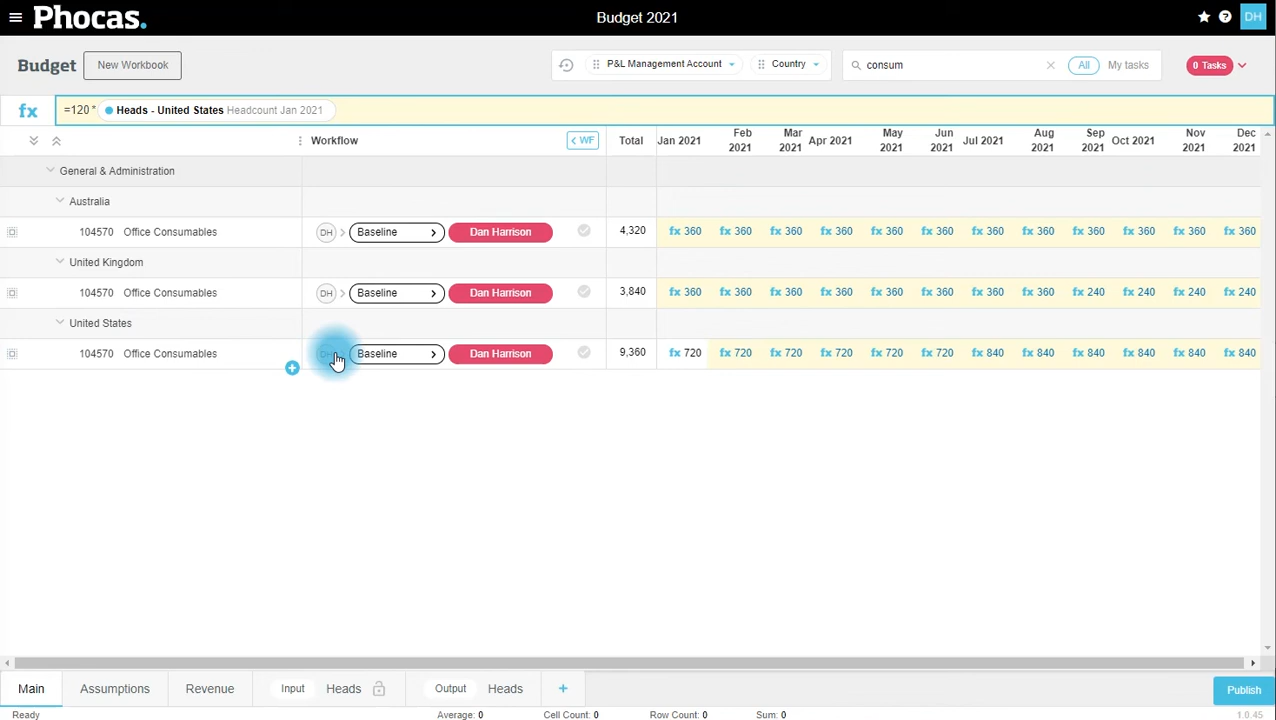 Phocas.
Budget 2021
DH
Budget
New Workbook
P&L Management Account
Country
consum
All
My tasks
0 Tasks
fx
=120* Heads - United States Headcount Jan 2021
Workflow
WF
Total
Jan 2021
Feb 2021
Mar 2021
Apr 2021
May 2021
Jun 2021
Jul 2021
Aug 2021
Sep 2021
Oct 2021
Nov 2021
Dec 2021
General & Administration
Australia
104570 Office Consumables DH Baseline Dan Harrison 4,320 fx 360 fx 360 fx 360 fx 360 fx 360 fx 360 fx 360 fx 360 fx 360 fx 360 fx 360 fx 360
United Kingdom
104570 Office Consumables DH Baseline Dan Harrison 3,840 fx 360 fx 360 fx 360 fx 360 fx 360 fx 360 fx 360 fx 360 fx 240 fx 240 fx 240 fx 240
United States
104570 Office Consumables DH Baseline Dan Harrison 9,360 fx 720 fx 720 fx 720 fx 720 fx 720 fx 720 fx 840 fx 840 fx 840 fx 840 fx 840 fx 840
Main
Assumptions
Revenue
Input Heads
Output Heads
Publish
Ready
Average: 0
Cell Count: 0
Row Count: 0
Sum: 0
1.0.45